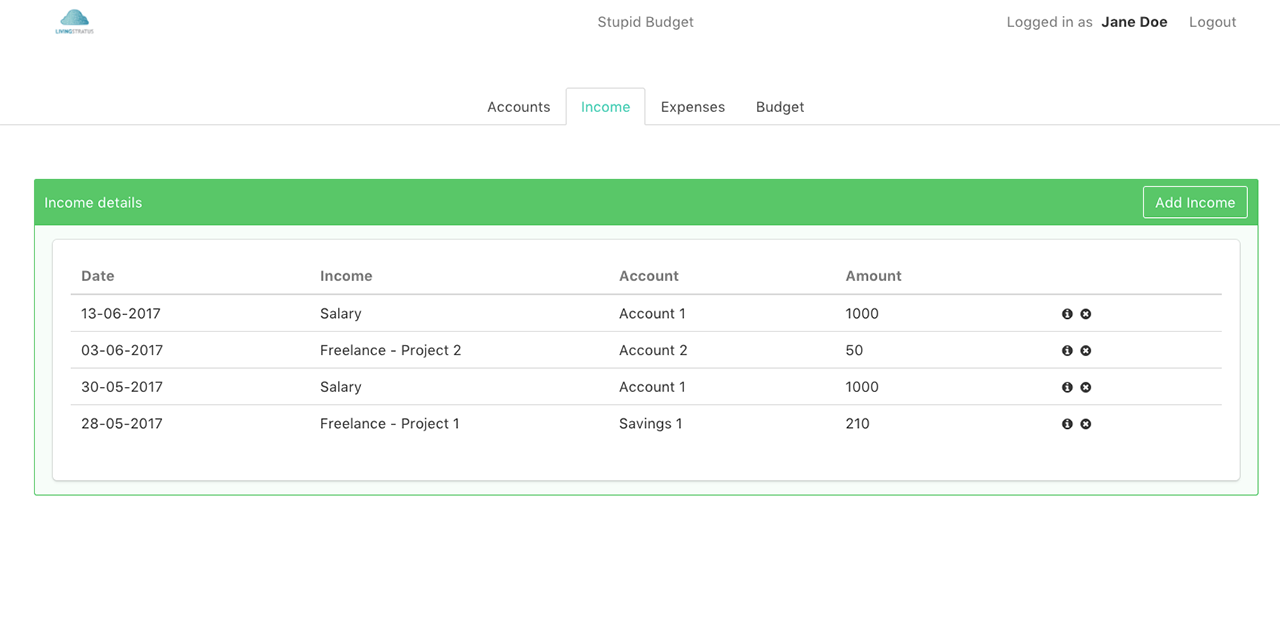 LIVINGSTRATUS
Stupid Budget
Logged in as Jane Doe Logout
Accounts Income Expenses Budget
Income details
Add Income
Date Income Account Amount
13-06-2017 Salary Account 1 1000
03-06-2017 Freelance - Project 2 Account 2 50
30-05-2017 Salary Account 1 1000
28-05-2017 Freelance - Project 1 Savings 1 210